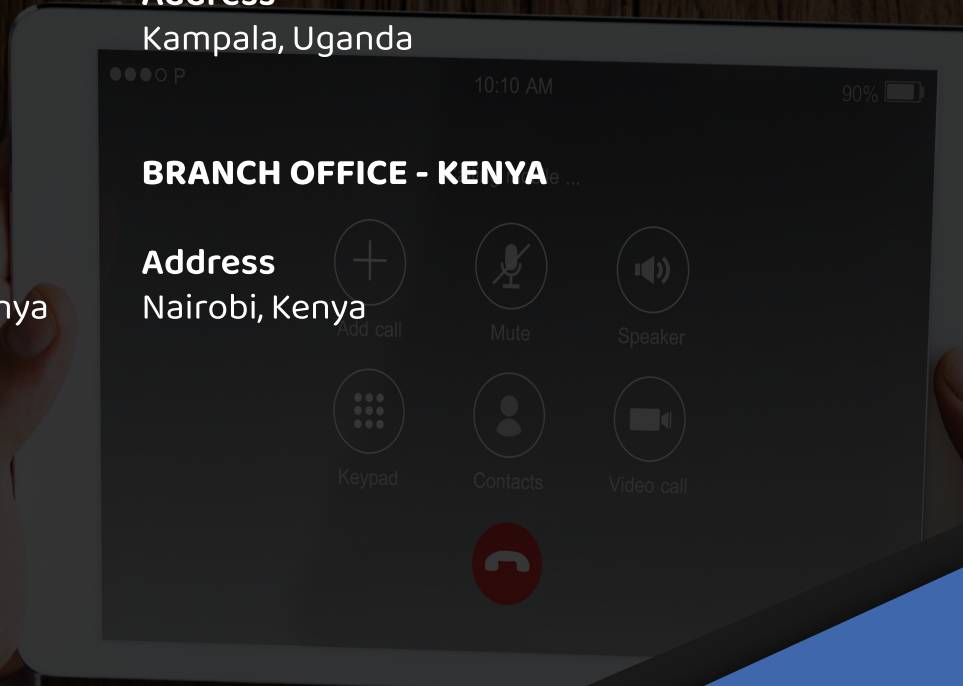 Address
Kampala, Uganda
P
10:10 AM
90%
BRANCH OFFICE - KENYA
Address
Nairobi, Kenya
nya
Add call
Mute
Speaker
Keypad
Contacts
Video call